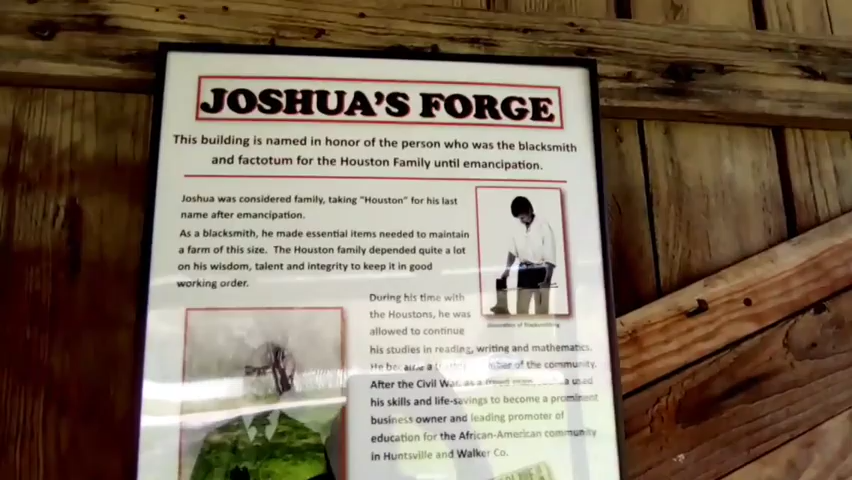 JOSHUA'S FORGE
This building is named in honor of the person who was the blacksmith
and factotum for the Houston Family until emancipation.
Joshua was considered family, taking "Houston" for his last
name after emancipation.
As a blacksmith, he made essential items needed to maintain
a farm of this size. The Houston family depended quite a lot
on his wisdom, talent and integrity to keep it in good
working order.
During his time with
the Houstons, he was
allowed to continue
his studies in reading, writing and mathematics.
He became a of the community.
After the Civil War, as a used
his skills and life-savings to become a prominent
business owner and leading promoter of
education for the African-American community
in Huntsville and Walker Co.